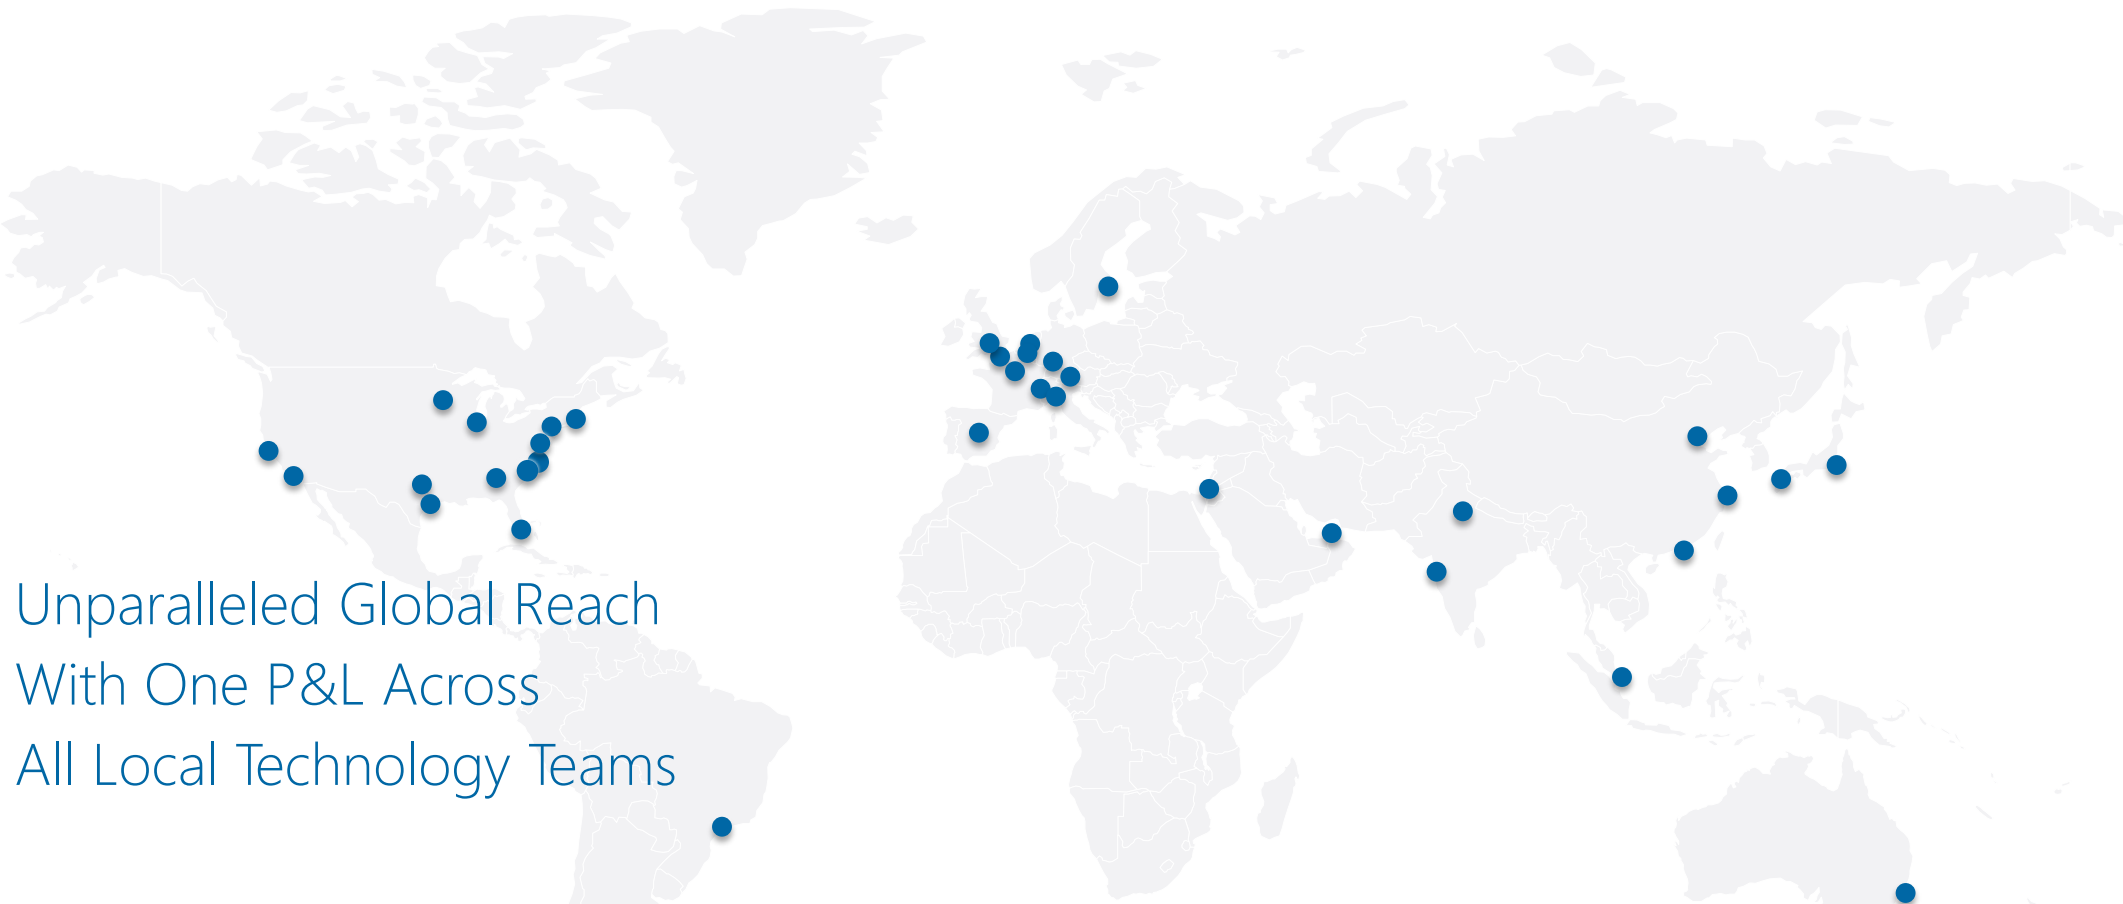 Unparalleled Global Reach
With One P&L Across
All Local Technology Teams